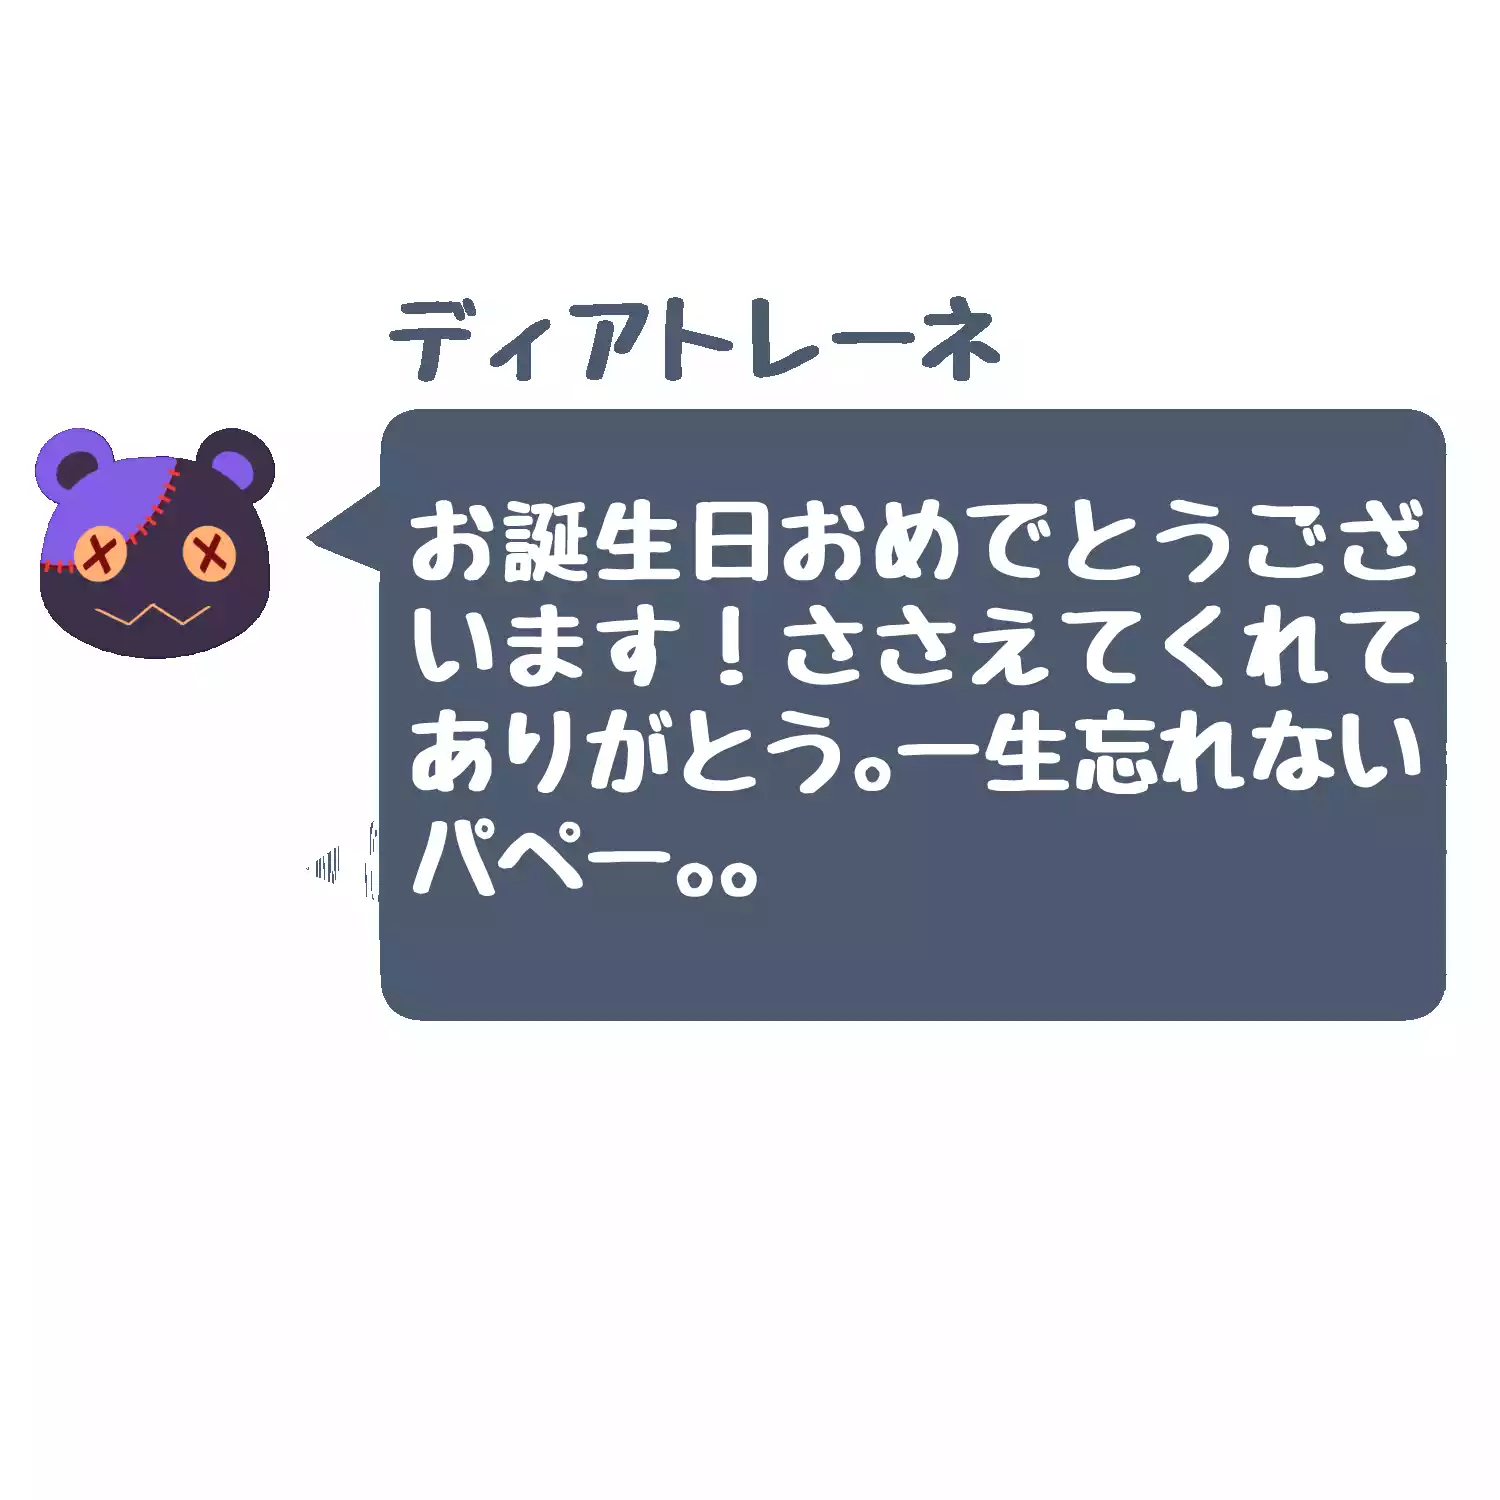 ディアトレーネ
お誕生日おめでとうござ
います！ささえてくれて
ありがとう。一生忘れない
パペー。。